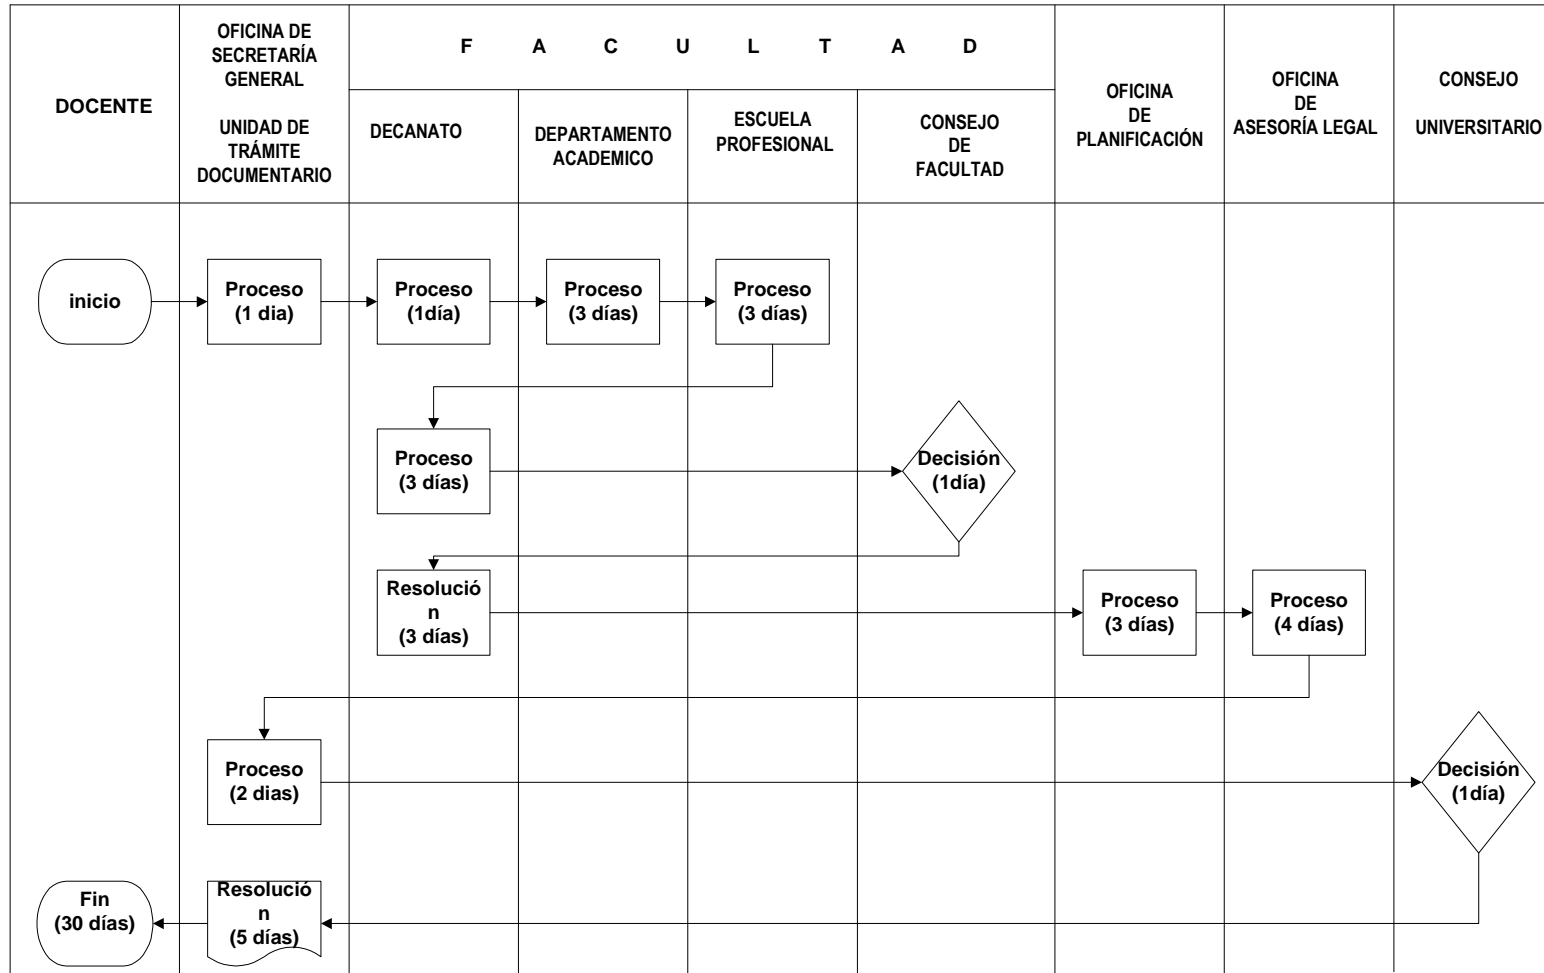 DOCENTE
OFICINA DE
SECRETARÍA
GENERAL
UNIDAD DE
TRÁMITE
DOCUMENTARIO
F A C U L T A D
DECANATO
DEPARTAMENTO
ACADEMICO
ESCUELA
PROFESIONAL
CONSEJO
DE
FACULTAD
OFICINA
DE
PLANIFICACIÓN
OFICINA
DE
ASESORÍA LEGAL
CONSEJO
UNIVERSITARIO
inicio
Proceso
(1 dia)
Proceso
(1día)
Proceso
(3 días)
Proceso
(3 días)
Proceso
(3 días)
Decisión
(1día)
Resolució
n
(3 días)
Proceso
(3 días)
Proceso
(4 días)
Proceso
(2 dias)
Decisión
(1día)
Fin
(30 días)
Resolució
n
(5 días)